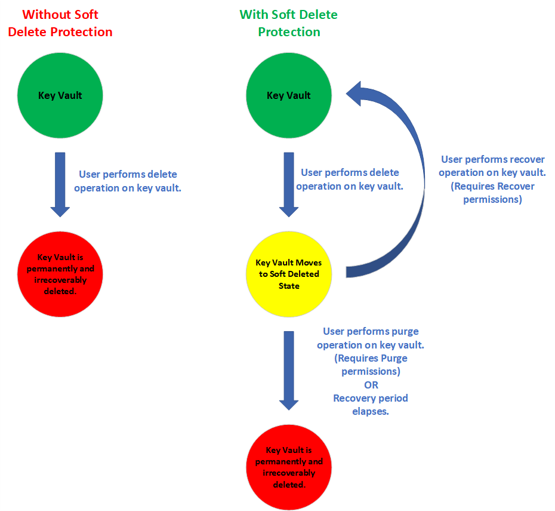 Without Soft
Delete Protection
Key Vault
User performs delete
operation on key vault.
Key Vault is
permanently and
irrecoverably
deleted.
With Soft Delete
Protection
Key Vault
User performs delete
operation on key vault.
User performs recover
operation on key vault.
(Requires Recover
permissions)
Key Vault Moves
to Soft Deleted
State
User performs purge
operation on key vault.
(Requires Purge
permissions)
OR
Recovery period
elapses.
Key Vault is
permanently and
irrecoverably
deleted.